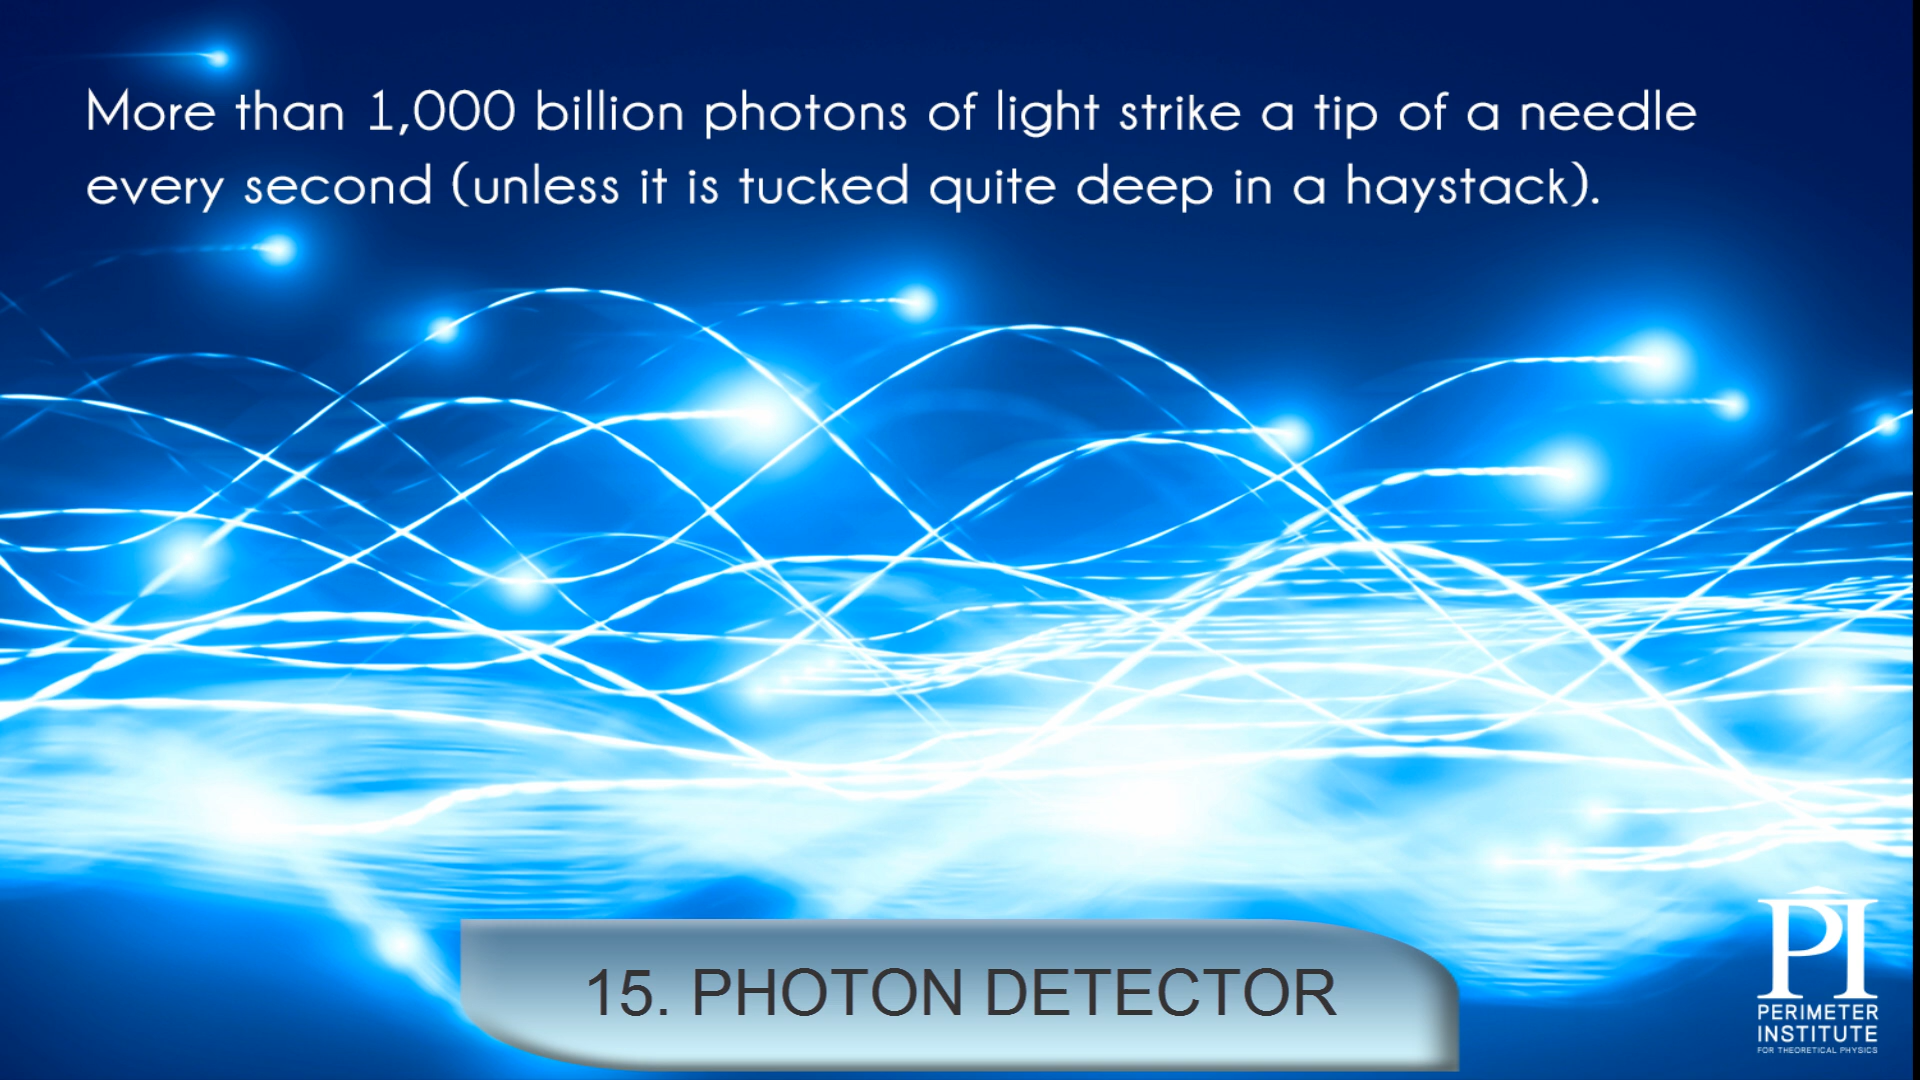 More than 1,000 billion photons of light strike a tip of a needle
every second (unless it is tucked quite deep in a haystack).
15. PHOTON DETECTOR
PI
PERIMETER
INSTITUTE
FOR THEORETICAL PHYSICS